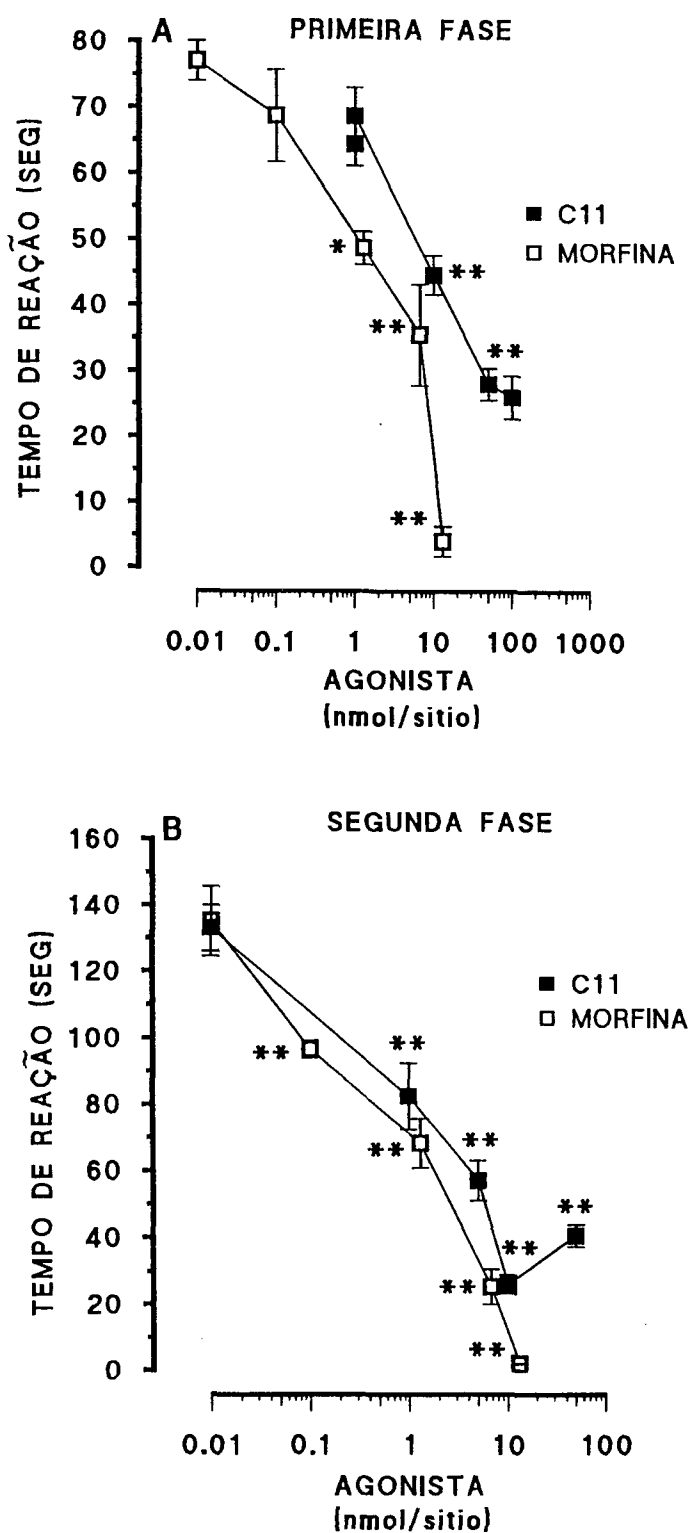 A PRIMEIRA FASE
80
70
60
50
40
30
20
10
0
TEMPO DE REAÇÃO (SEG)
C11
MORFINA
**
*
**
**
**
0.01 0.1 1 10 100 1000
AGONISTA
(nmol/sitio)
B SEGUNDA FASE
160
140
120
100
80
60
40
20
0
TEMPO DE REAÇÃO (SEG)
C11
MORFINA
**
**
**
**
**
**
**
**
0.01 0.1 1 10 100
AGONISTA
(nmol/sitio)